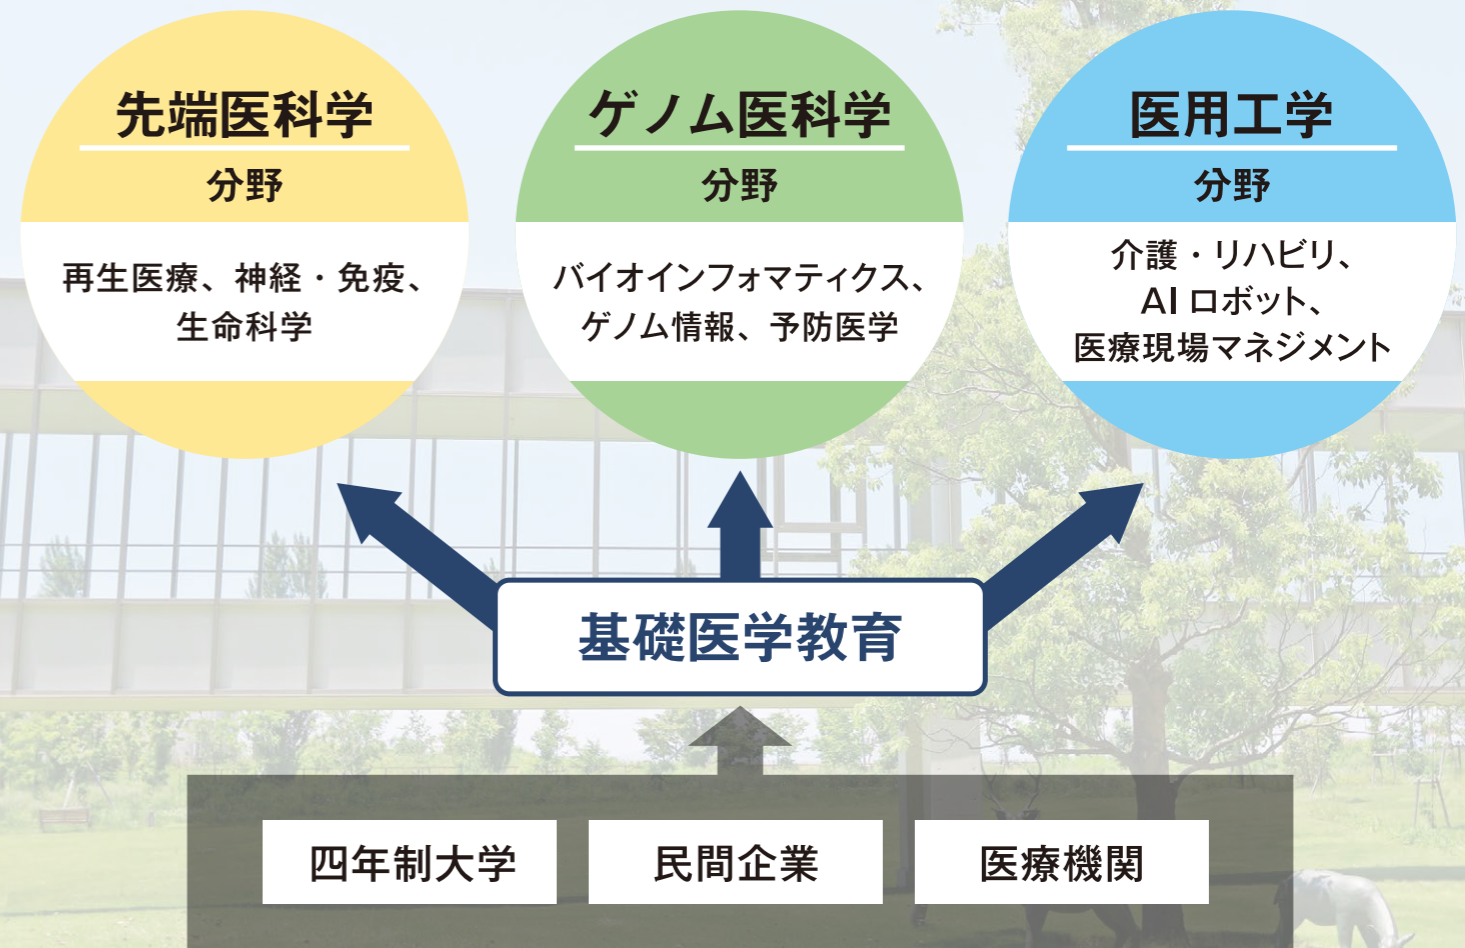 先端医科学
分野
再生医療、神経・免疫、
生命科学
ゲノム医科学
分野
バイオインフォマティクス、
ゲノム情報、予防医学
医用工学
分野
介護・リハビリ、
AI ロボット、
医療現場マネジメント
基礎医学教育
四年制大学
民間企業
医療機関